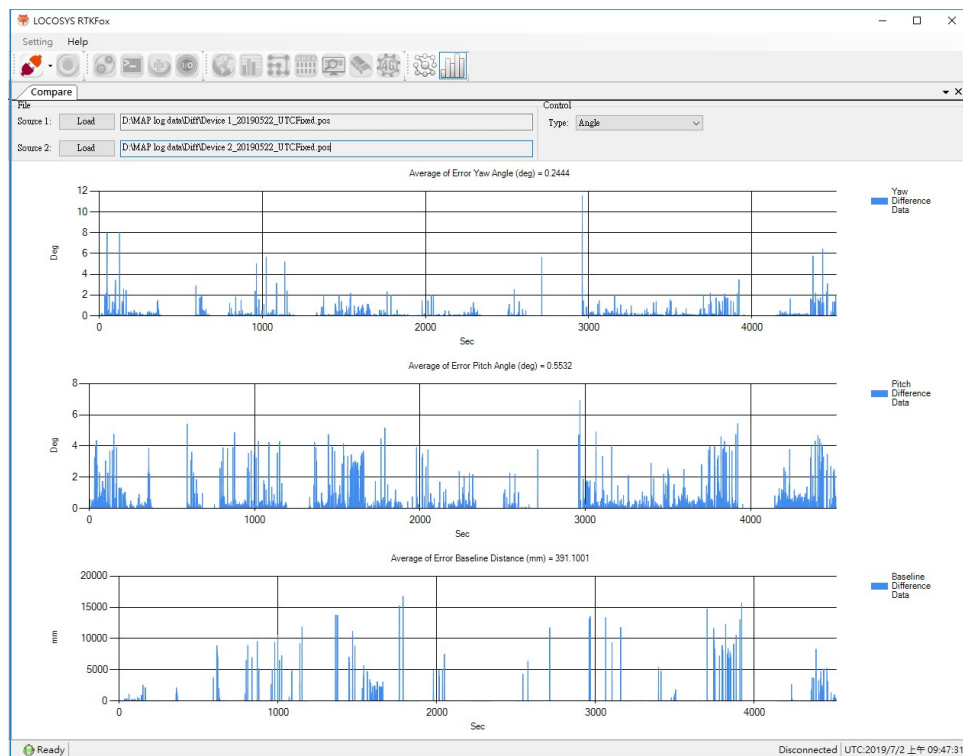 LOCOSYS RTKFox
Setting Help
Compare
File
Control
Source 1: Load D:\MAP log data\Diff\Device 1_20190522_UTCFixed.pos
Type: Angle
Source 2: Load D:\MAP log data\Diff\Device 2_20190522_UTCFixed.pos
Average of Error Yaw Angle (deg) = 0.2444
12
10
8
6
4
2
0
Deg
0 1000 2000 3000 4000
Sec
Yaw
Difference
Data
Average of Error Pitch Angle (deg) = 0.5532
8
6
4
2
0
Deg
0 1000 2000 3000 4000
Sec
Pitch
Difference
Data
Average of Error Baseline Distance (mm) = 391.1001
20000
15000
10000
5000
0
mm
0 1000 2000 3000 4000
Sec
Baseline
Difference
Data
Ready
Disconnected UTC:2019/7/2 上午 09:47:31